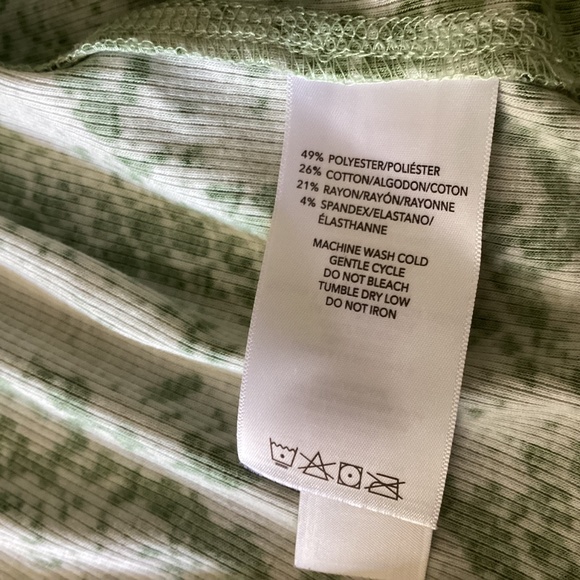 49% POLYESTER/POLIÉSTER
26% COTTON/ALGODON/COTON
21% RAYON/RAYÓN/RAYONNE
4% SPANDEX/ELASTANO/
ÉLASTHANNE
MACHINE WASH COLD
GENTLE CYCLE
DO NOT BLEACH
TUMBLE DRY LOW
DO NOT IRON